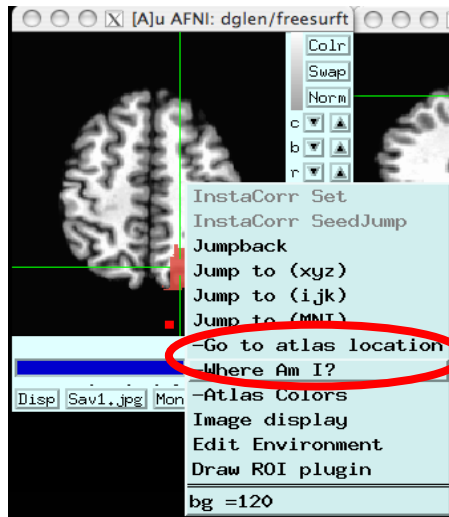 [A]u AFNI: dglen/freesurft
Colr
Swap
Norm
c
b
r
InstaCorr Set
InstaCorr SeedJump
Jumpback
Jump to (xyz)
Jump to (ijk)
Jump to (MNI)
-Go to atlas location
-Where Am I?
-Atlas Colors
Image display
Edit Environment
Draw ROI plugin
bg =120
Disp Sav1.jpg Mon